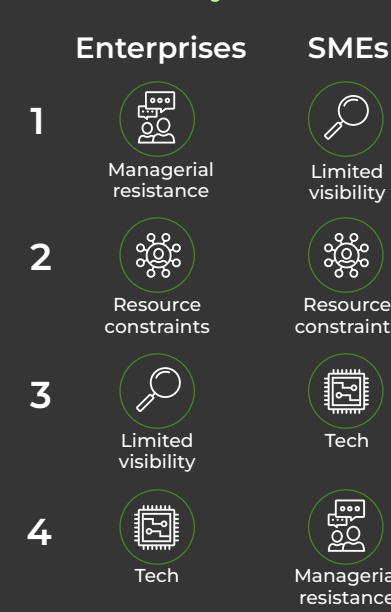 Enterprises SMEs
1
Managerial
resistance
Limited
visibility
2
Resource
constraints
Resource
constraint
3
Limited
visibility
Tech
4
Tech
Manageria
resistance